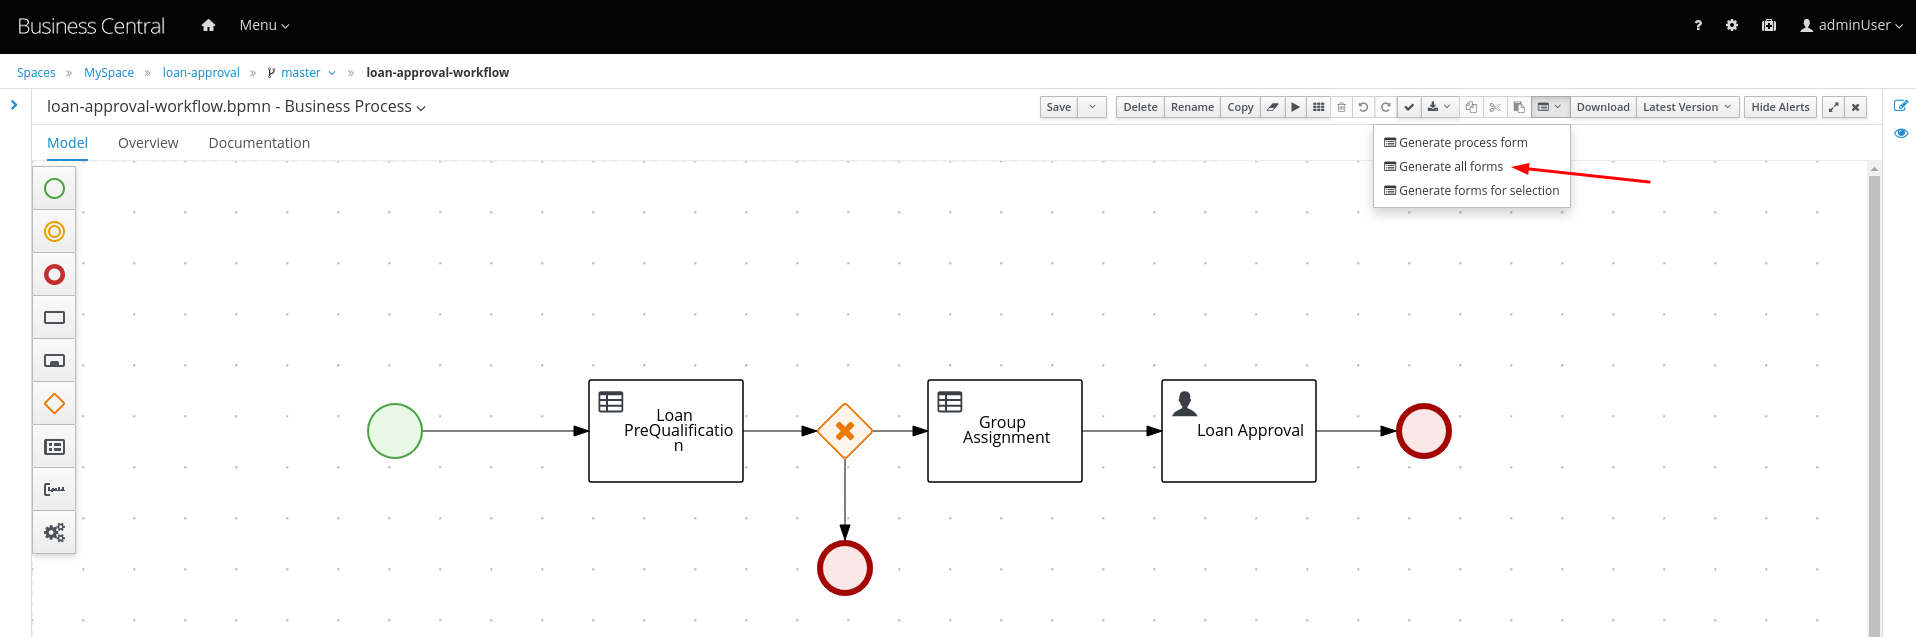 Business Central
Menu
? adminUser
Spaces » MySpace » loan-approval » master » loan-approval-workflow
loan-approval-workflow.bpmn - Business Process
Save Delete Rename Copy Download Latest Version Hide Alerts
Model Overview Documentation
Generate process form
Generate all forms
Generate forms for selection
Loan
PreQualificatio
n
Group
Assignment
Loan Approval